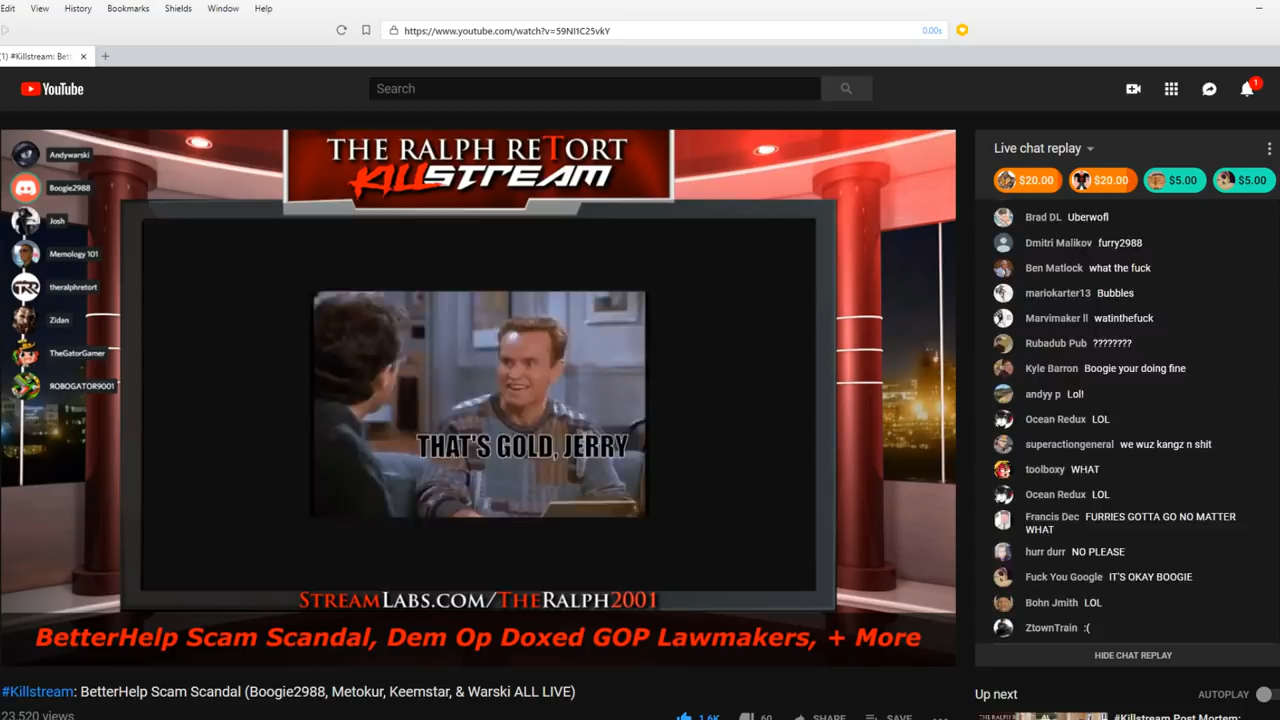 Edit View History Bookmarks Shields Window Help
https://www.youtube.com/watch?v=59NI1C25vkY 0.00s
(1) #Killstream: Bett
YouTube
Search
1
THE RALPH RETORT
KILLSTREAM
Andywarski
Boogie2988
Josh
Memology 101
theralphretort
Zidan
TheGatorGamer
ROBOGATOR9001
TRR
THAT'S GOLD, JERRY
STREAMLABS.COM/THERALPH2001
BetterHelp Scam Scandal, Dem Op Doxed GOP Lawmakers, + More
Live chat replay
$20.00 $20.00 $5.00 $5.00
Brad DL Uberwofl
Dmitri Malikov furry2988
Ben Matlock what the fuck
mariokarter13 Bubbles
Marvimaker ll watinthefuck
Rubadub Pub ????????
Kyle Barron Boogie your doing fine
andyy p Lol!
Ocean Redux LOL
superactiongeneral we wuz kangz n shit
toolboxy WHAT
Ocean Redux LOL
Francis Dec FURRIES GOTTA GO NO MATTER
WHAT
hurr durr NO PLEASE
Fuck You Google IT'S OKAY BOOGIE
Bohn Jmith LOL
ZtownTrain :(
HIDE CHAT REPLAY
#Killstream: BetterHelp Scam Scandal (Boogie2988, Metokur, Keemstar, & Warski ALL LIVE)
23,520 views
1.6K 60 SHARE SAVE
Up next AUTOPLAY
#Killstream Post Mortem: